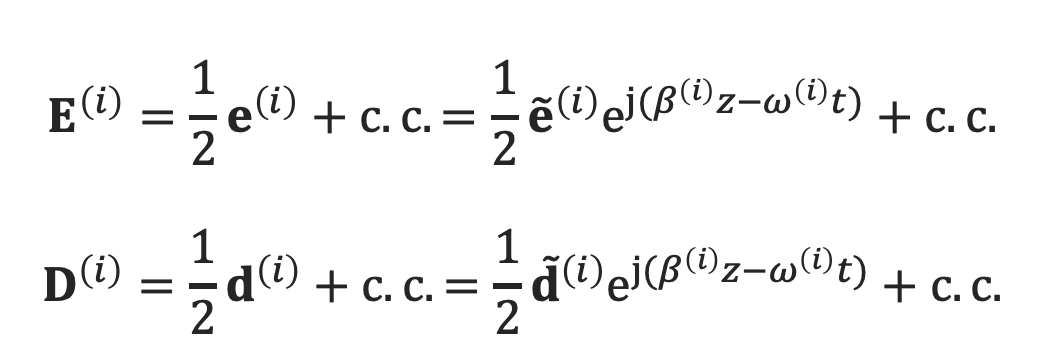 𝐄⁽ⁱ⁾ = 1/2 𝐞⁽ⁱ⁾ + c. c. = 1/2 𝐞̃⁽ⁱ⁾e^{j(β⁽ⁱ⁾z−ω⁽ⁱ⁾t)} + c. c.
𝐃⁽ⁱ⁾ = 1/2 𝐝⁽ⁱ⁾ + c. c. = 1/2 𝐝̃⁽ⁱ⁾e^{j(β⁽ⁱ⁾z−ω⁽ⁱ⁾t)} + c. c.